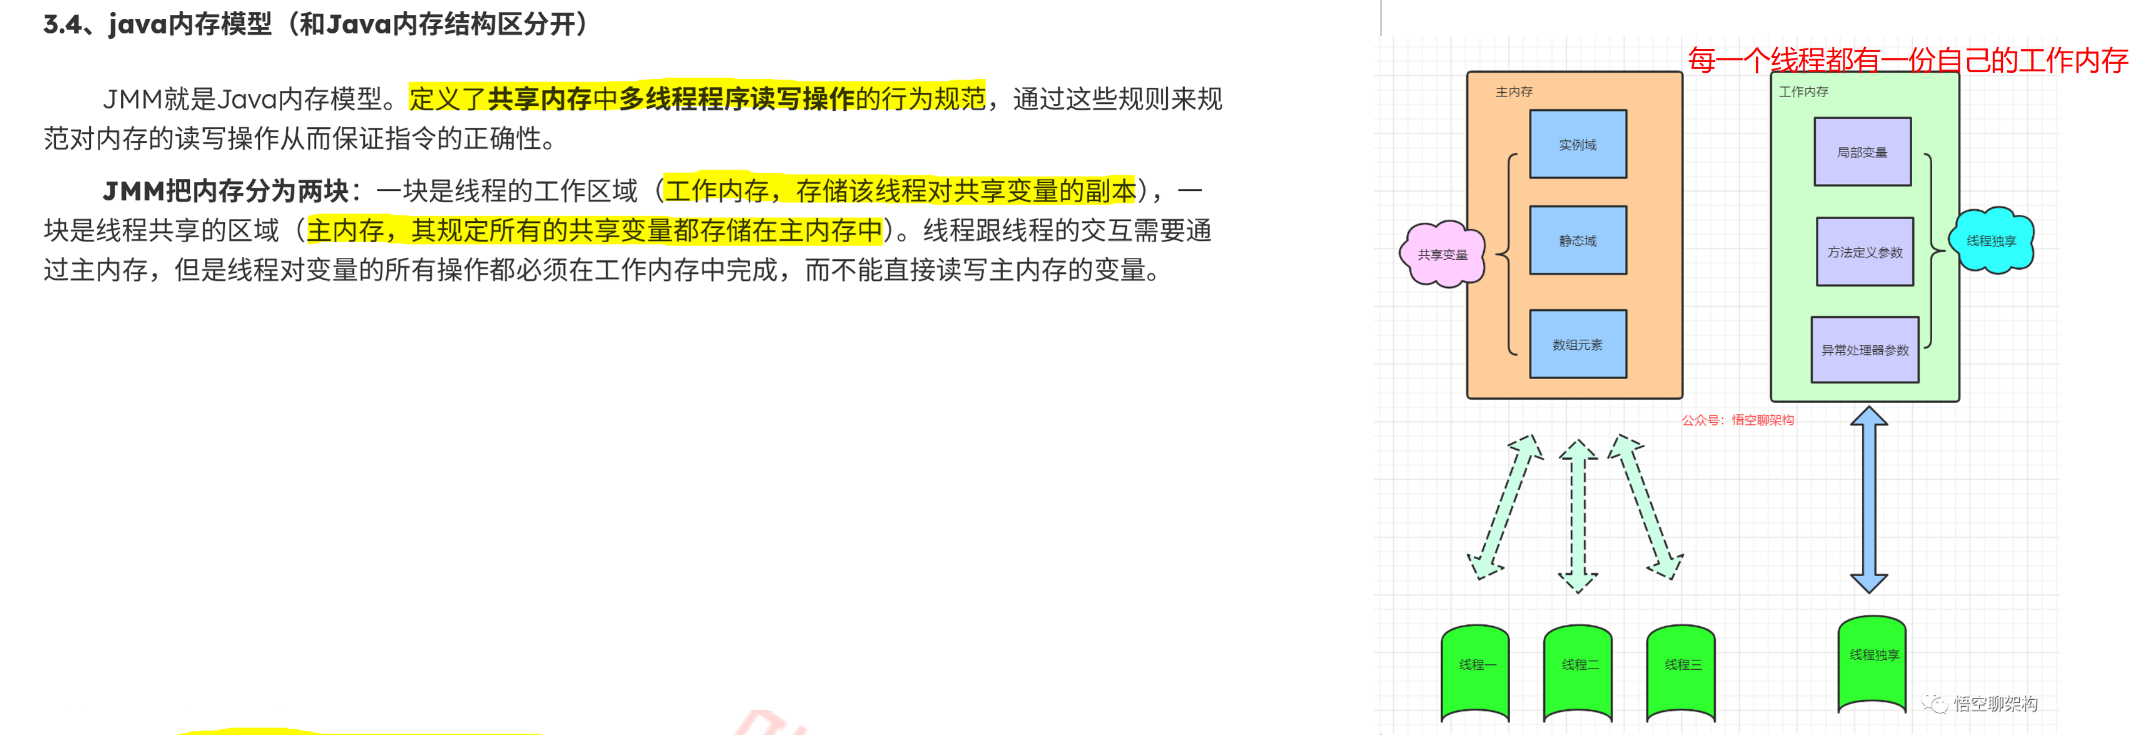 3.4、java内存模型（和Java内存结构区分开）
JMM就是Java内存模型。定义了共享内存中多线程程序读写操作的行为规范，通过这些规则来规
范对内存的读写操作从而保证指令的正确性。
JMM把内存分为两块：一块是线程的工作区域（工作内存，存储该线程对共享变量的副本），一
块是线程共享的区域（主内存，其规定所有的共享变量都存储在主内存中）。线程跟线程的交互需要通
过主内存，但是线程对变量的所有操作都必须在工作内存中完成，而不能直接读写主内存的变量。
每一个线程都有一份自己的工作内存
主内存
实例域
静态域
数组元素
共享变量
工作内存
局部变量
方法定义参数
异常处理器参数
线程独享
公众号：悟空聊架构
线程一
线程二
线程三
线程独享
悟空聊架构